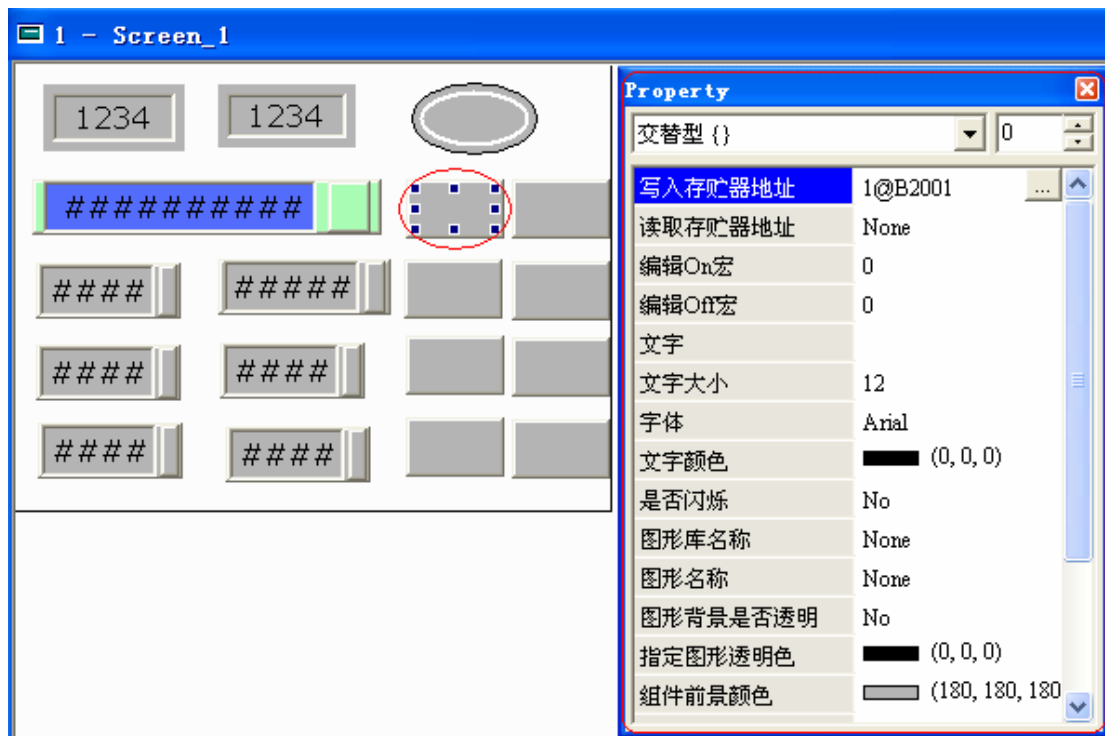 1 - Screen_1
1234
1234
##########
####
#####
####
####
####
####
Property
交替型 {}
0
写入存贮器地址
1@B2001
...
读取存贮器地址
None
编辑On宏
0
编辑Off宏
0
文字
文字大小
12
字体
Arial
文字颜色
(0, 0, 0)
是否闪烁
No
图形库名称
None
图形名称
None
图形背景是否透明
No
指定图形透明色
(0, 0, 0)
组件前景颜色
(180, 180, 180